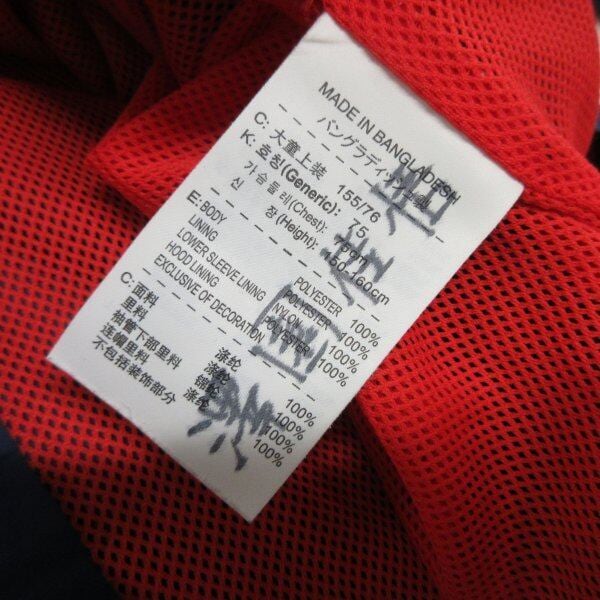 MADE IN BANGLADESH
バングラディッシュ製
C: 大童上装 155/76
K: 호칭(Generic): 75
가슴둘레(Chest): 76cm
신 장(Height): 150-160cm
E: BODY POLYESTER 100%
LINING POLYESTER 100%
LOWER SLEEVE LINING NYLON 100%
HOOD LINING POLYESTER 100%
EXCLUSIVE OF DECORATION
C: 面料 涤纶 100%
里料 涤纶 100%
袖管下部里料 锦纶 100%
连帽里料 涤纶 100%
不包括装饰部分